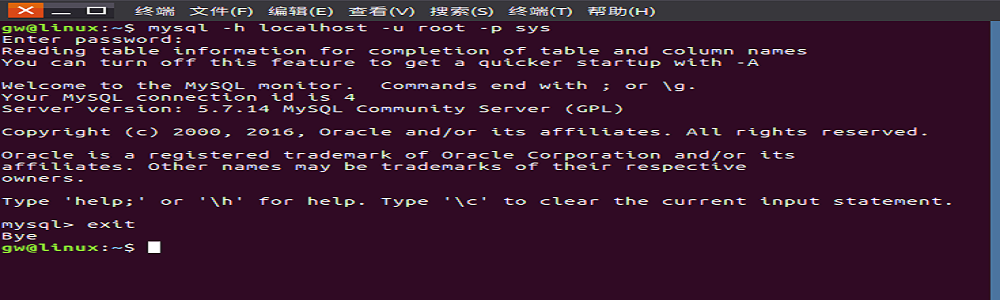 终端 文件(F) 编辑(E) 查看(V) 搜索(S) 终端(T) 帮助(H)
gw@linux:~$ mysql -h localhost -u root -p sys
Enter password:
Reading table information for completion of table and column names
You can turn off this feature to get a quicker startup with -A
Welcome to the MySQL monitor.  Commands end with ; or \g.
Your MySQL connection id is 4
Server version: 5.7.14 MySQL Community Server (GPL)
Copyright (c) 2000, 2016, Oracle and/or its affiliates. All rights reserved.
Oracle is a registered trademark of Oracle Corporation and/or its
affiliates. Other names may be trademarks of their respective
owners.
Type 'help;' or '\h' for help. Type '\c' to clear the current input statement.
mysql> exit
Bye
gw@linux:~$